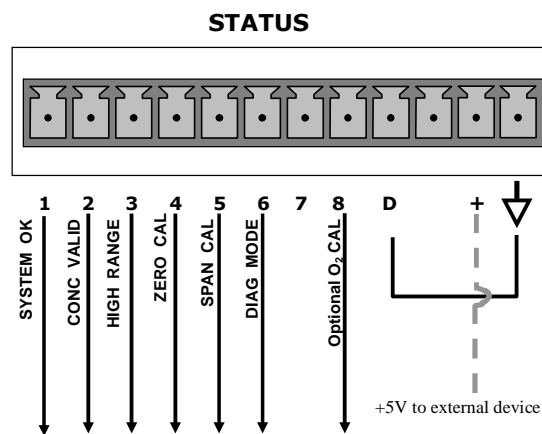 STATUS
1 2 3 4 5 6 7 8 D +
SYSTEM OK
CONC VALID
HIGH RANGE
ZERO CAL
SPAN CAL
DIAG MODE
Optional O₂ CAL
+5V to external device